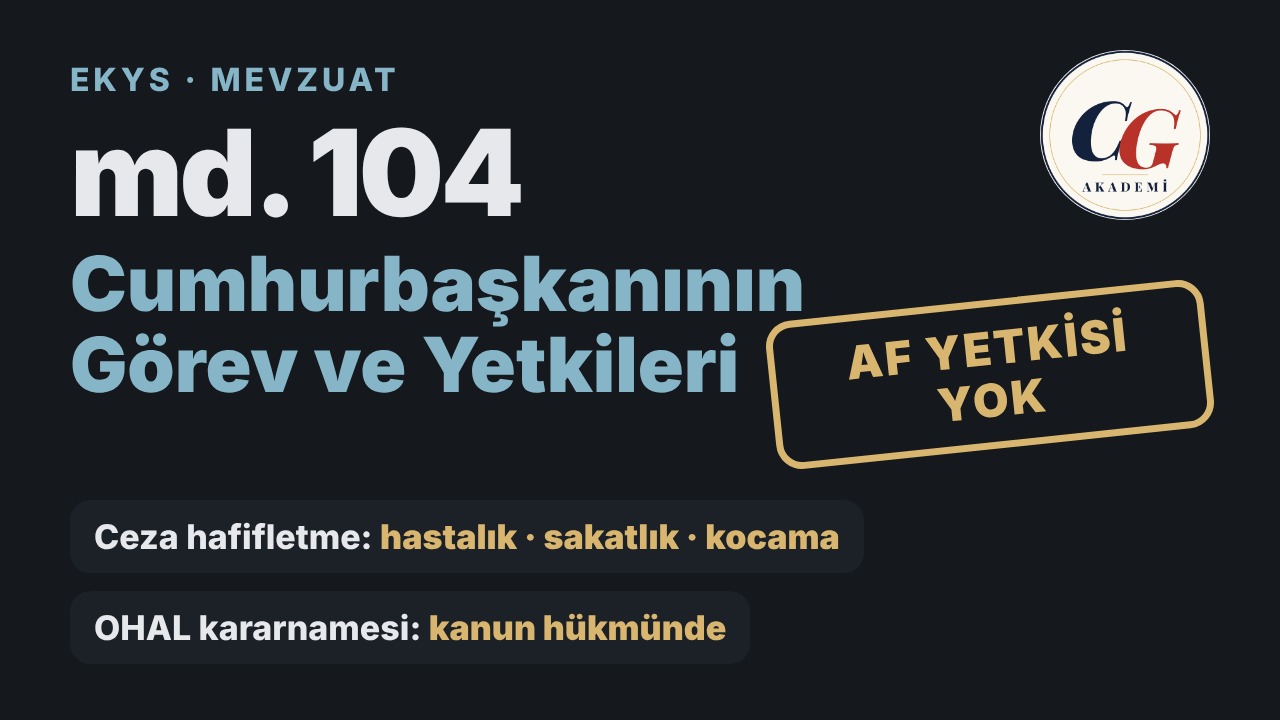 EKYS · MEVZUAT
md. 104
Cumhurbaşkanının
Görev ve Yetkileri
CG
AKADEMİ
AF YETKİSİ
YOK
Ceza hafifletme: hastalık · sakatlık · kocama
OHAL kararnamesi: kanun hükmünde